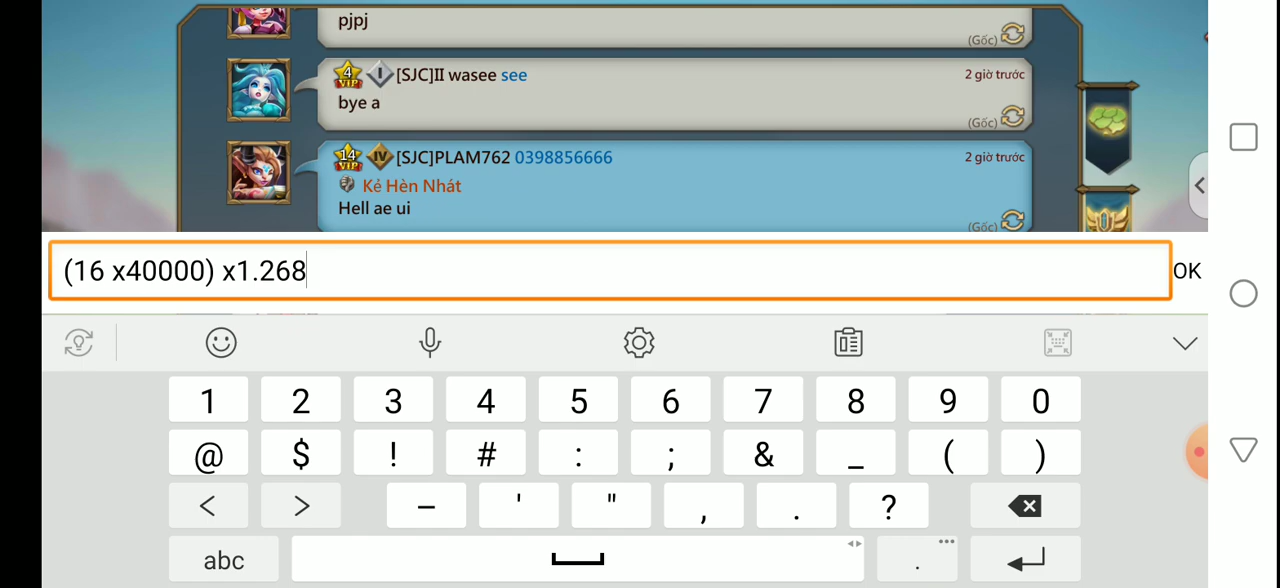 pjpj
(Gốc)
4 VIP I [SJC]II wasee see 2 giờ trước
bye a
(Gốc)
14 VIP IV [SJC]PLAM762 0398856666 2 giờ trước
Kẻ Hèn Nhát
Hell ae ui
(Gốc)
(16 x40000) x1.268 OK
1 2 3 4 5 6 7 8 9 0
@ $ ! # : ; & _ ( )
< > – ' " , . ?
abc .